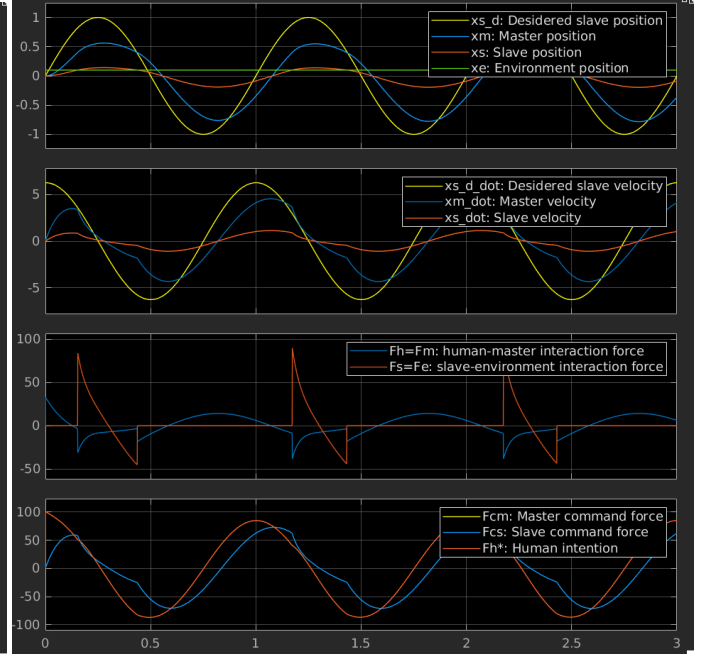 xs_d: Desidered slave position
xm: Master position
xs: Slave position
xe: Environment position
1
0.5
0
-0.5
-1
xs_d_dot: Desidered slave velocity
xm_dot: Master velocity
xs_dot: Slave velocity
5
0
-5
Fh=Fm: human-master interaction force
Fs=Fe: slave-environment interaction force
100
50
0
-50
Fcm: Master command force
Fcs: Slave command force
Fh*: Human intention
100
50
0
-50
-100
0 0.5 1 1.5 2 2.5 3